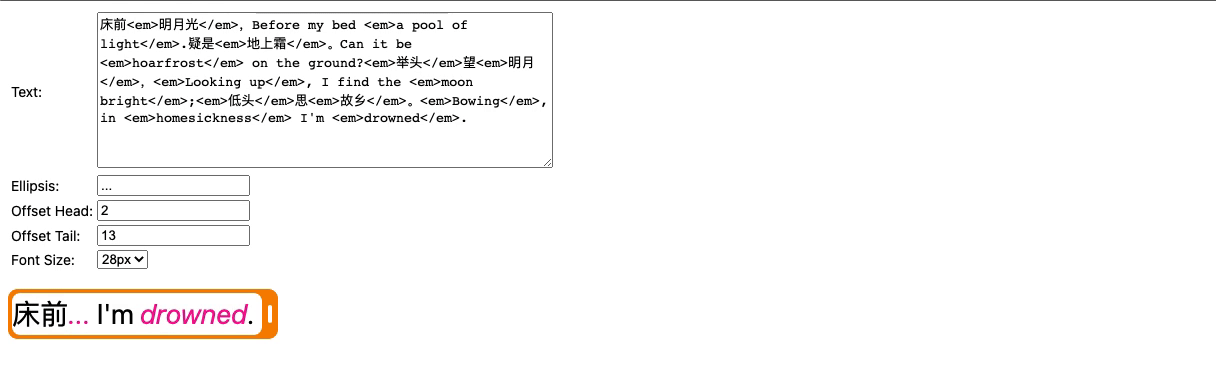 Text:
床前<em>明月光</em>，Before my bed <em>a pool of
light</em>.疑是<em>地上霜</em>。Can it be
<em>hoarfrost</em> on the ground?<em>举头</em>望<em>明月
</em>，<em>Looking up</em>, I find the <em>moon
bright</em>;<em>低头</em>思<em>故乡</em>。<em>Bowing</em>,
in <em>homesickness</em> I'm <em>drowned</em>.
Ellipsis: ...
Offset Head: 2
Offset Tail: 13
Font Size: 28px
床前... I'm drowned.